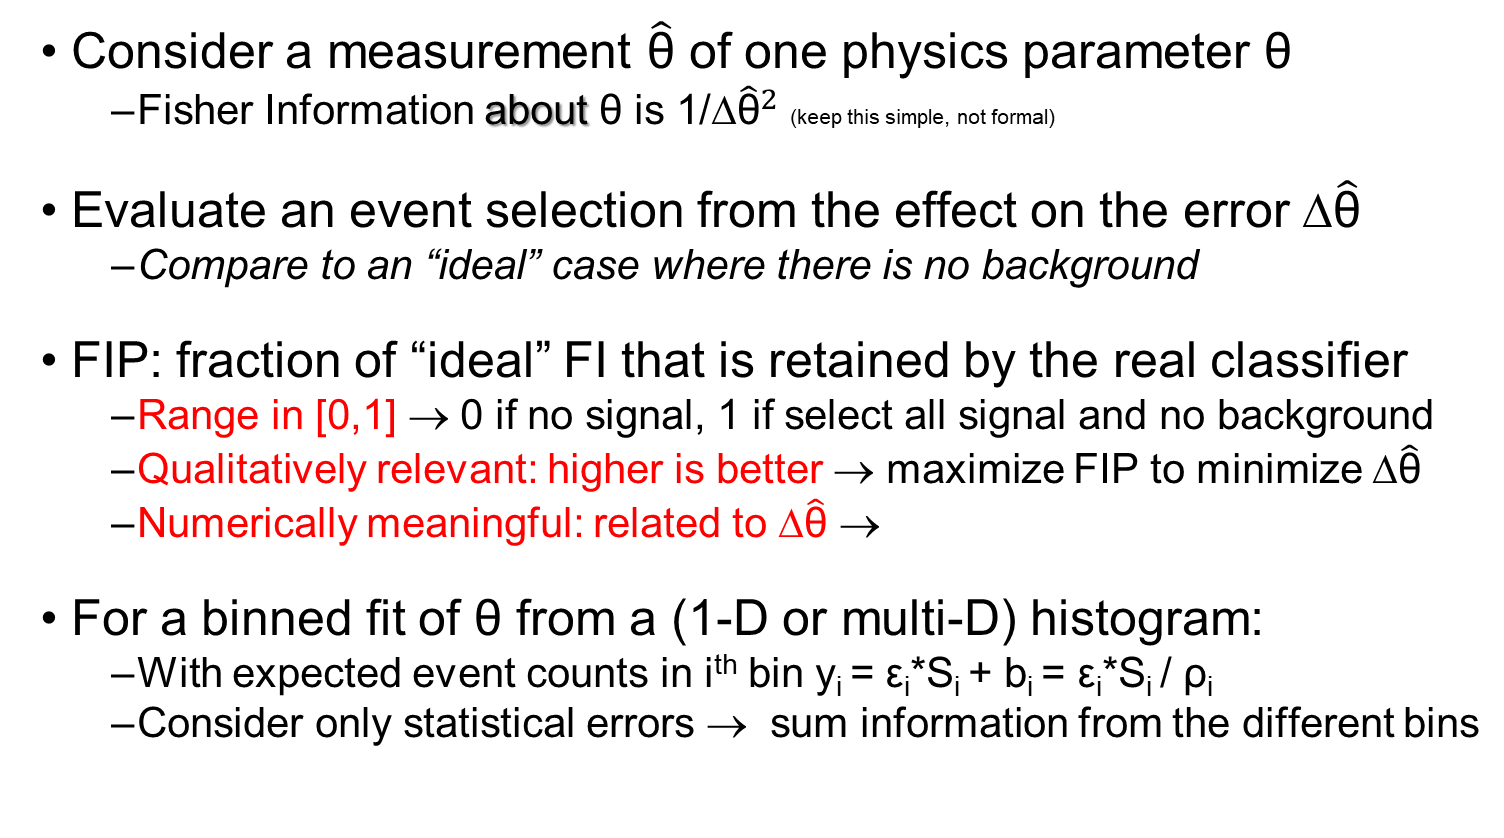 • Consider a measurement θ̂ of one physics parameter θ
–Fisher Information about θ is 1/Δθ̂² (keep this simple, not formal)
• Evaluate an event selection from the effect on the error Δθ̂
–Compare to an “ideal” case where there is no background
• FIP: fraction of “ideal” FI that is retained by the real classifier
–Range in [0,1] → 0 if no signal, 1 if select all signal and no background
–Qualitatively relevant: higher is better → maximize FIP to minimize Δθ̂
–Numerically meaningful: related to Δθ̂ →
• For a binned fit of θ from a (1-D or multi-D) histogram:
–With expected event counts in iᵗʰ bin yᵢ = εᵢ*Sᵢ + bᵢ = εᵢ*Sᵢ / ρᵢ
–Consider only statistical errors → sum information from the different bins